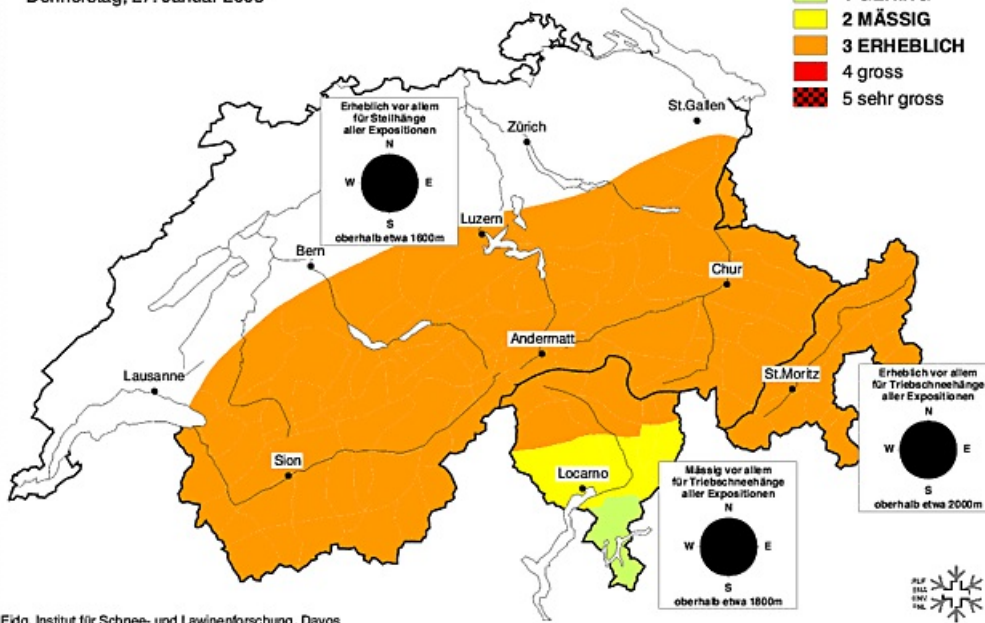 2 MÄSSIG
3 ERHEBLICH
4 gross
5 sehr gross
St.Gallen
Zürich
Erheblich vor allem
für Steilhänge
aller Expositionen
N
W E
S
oberhalb etwa 1600m
Luzern
Bern
Chur
Andermatt
Lausanne
St.Moritz
Erheblich vor allem
für Triebschneehänge
aller Expositionen
N
W E
S
oberhalb etwa 2000m
Sion
Locarno
Mässig vor allem
für Triebschneehänge
aller Expositionen
N
W E
S
oberhalb etwa 1800m
SLF
Eidg. Institut für Schnee- und Lawinenforschung, Davos